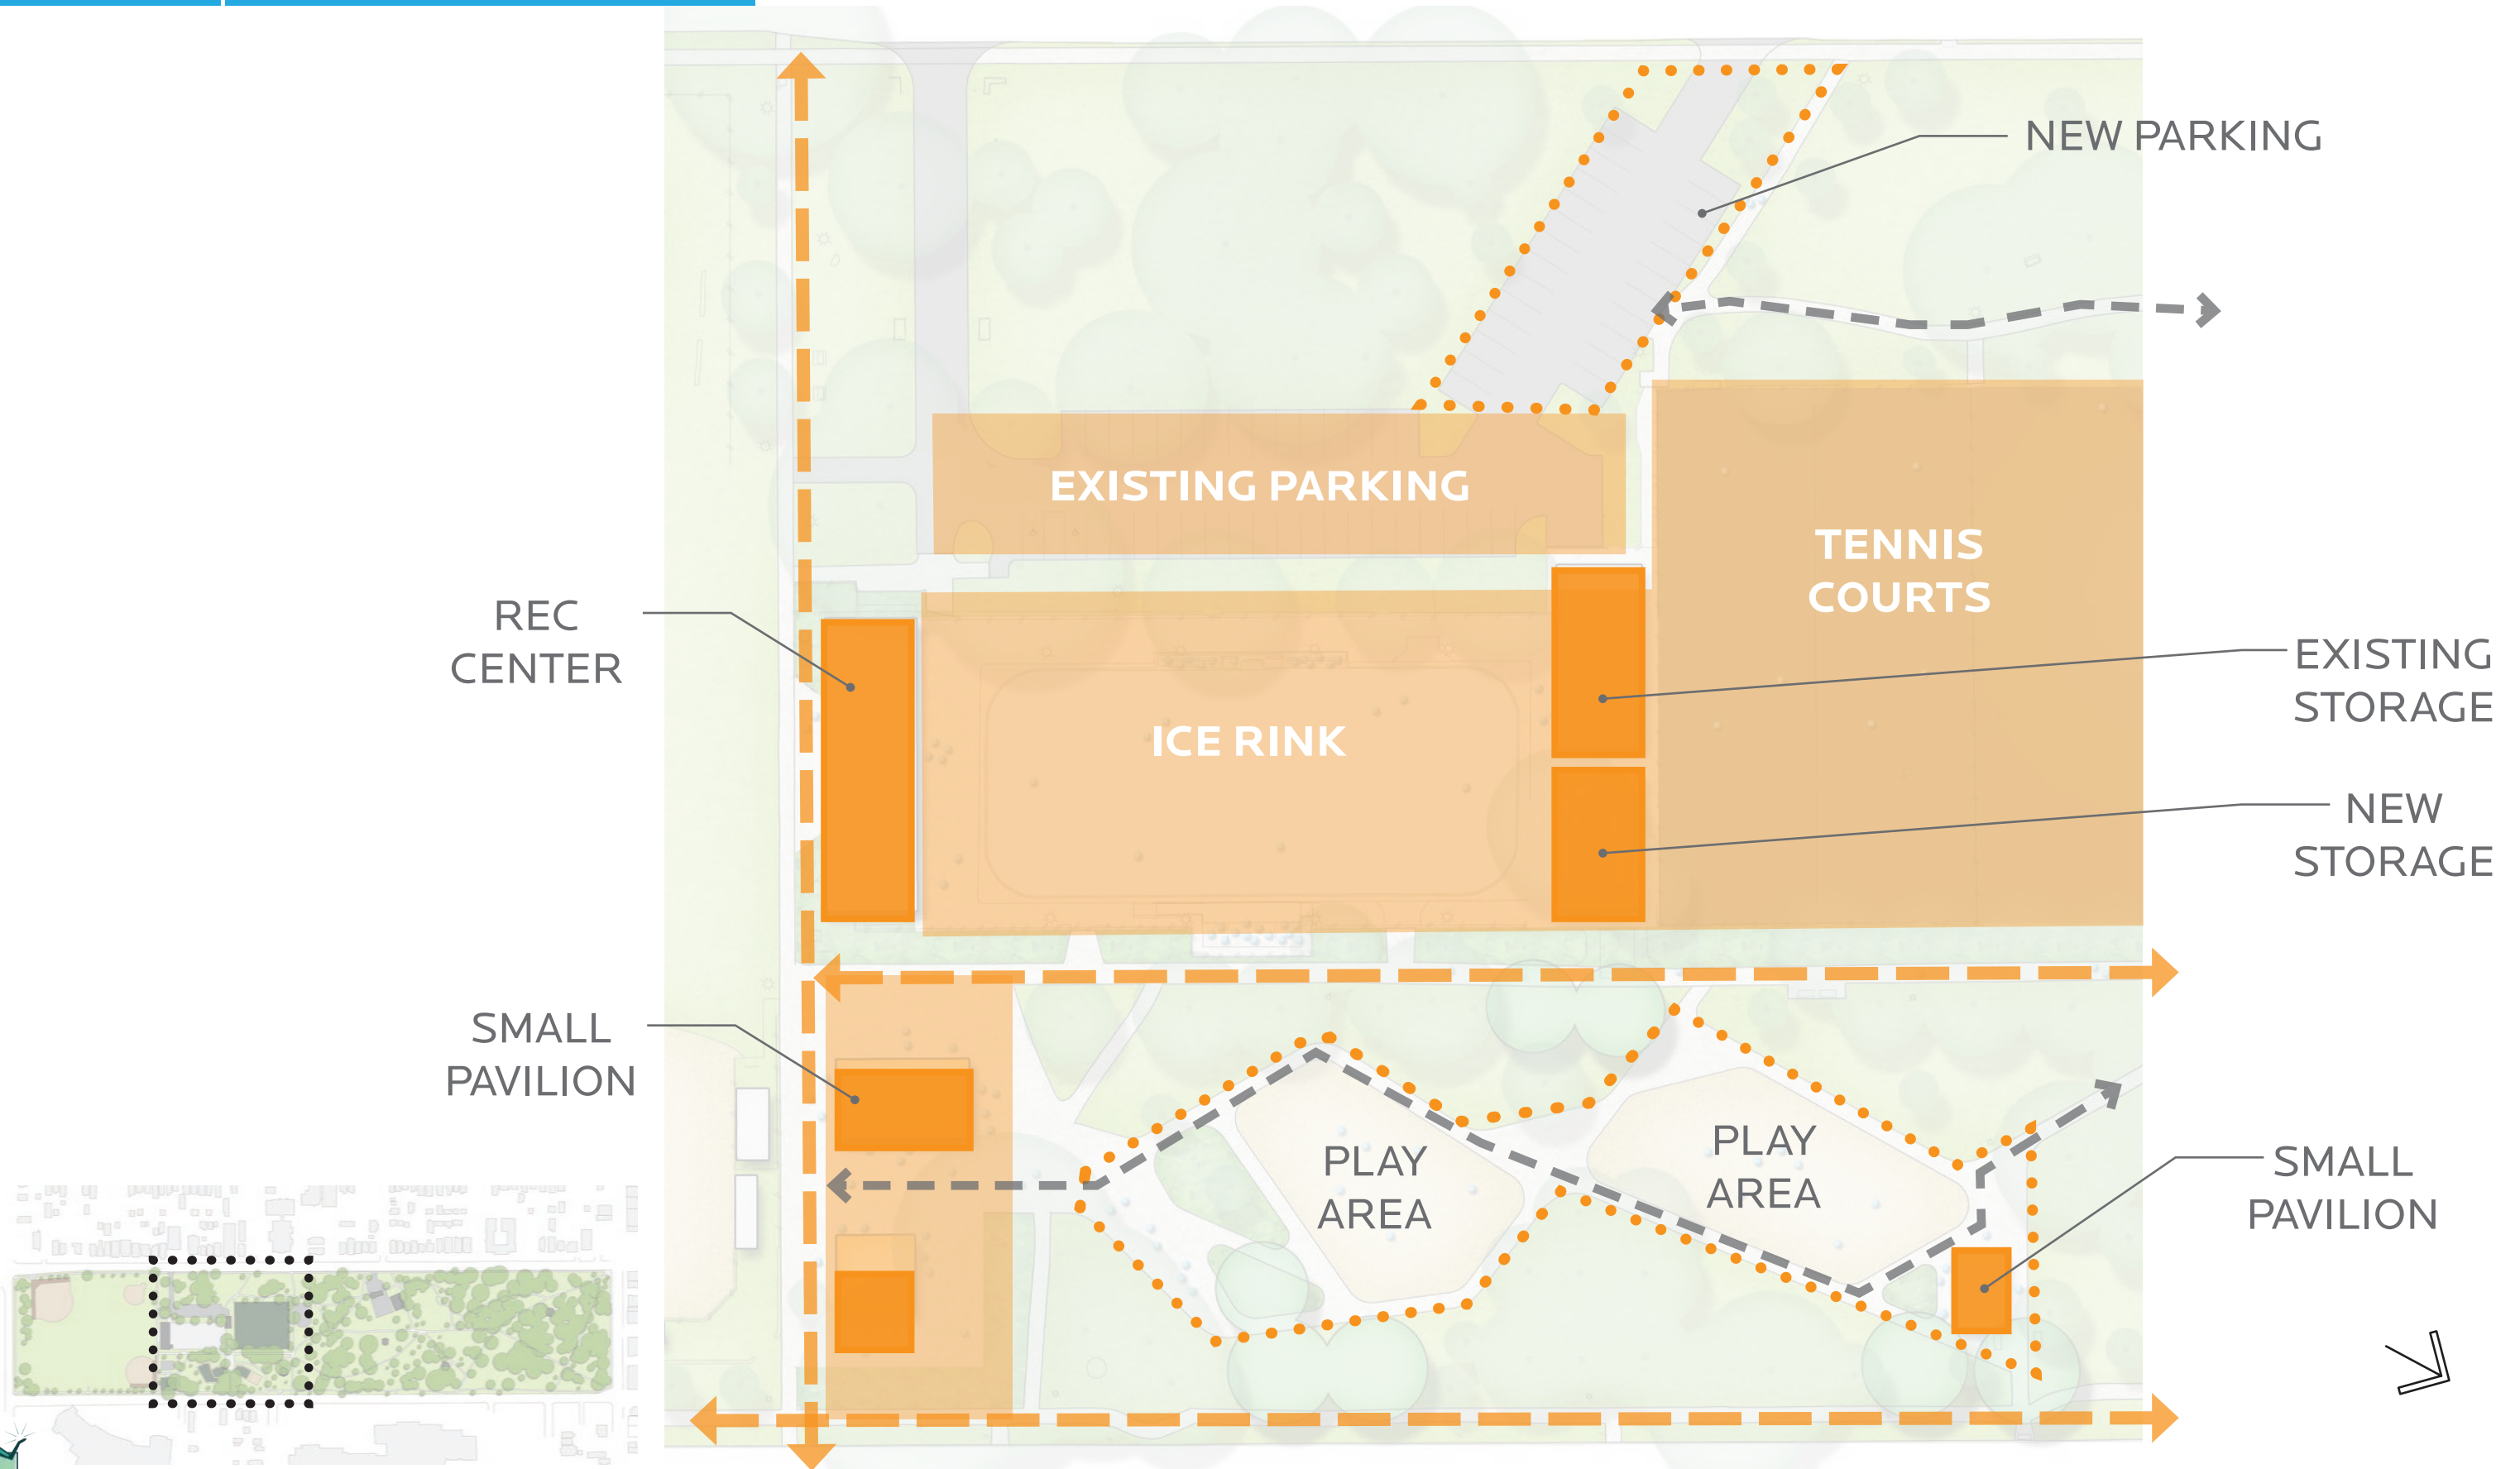 NEW PARKING
EXISTING PARKING
TENNIS
COURTS
REC
CENTER
EXISTING
STORAGE
ICE RINK
NEW
STORAGE
SMALL
PAVILION
PLAY
AREA
PLAY
AREA
SMALL
PAVILION